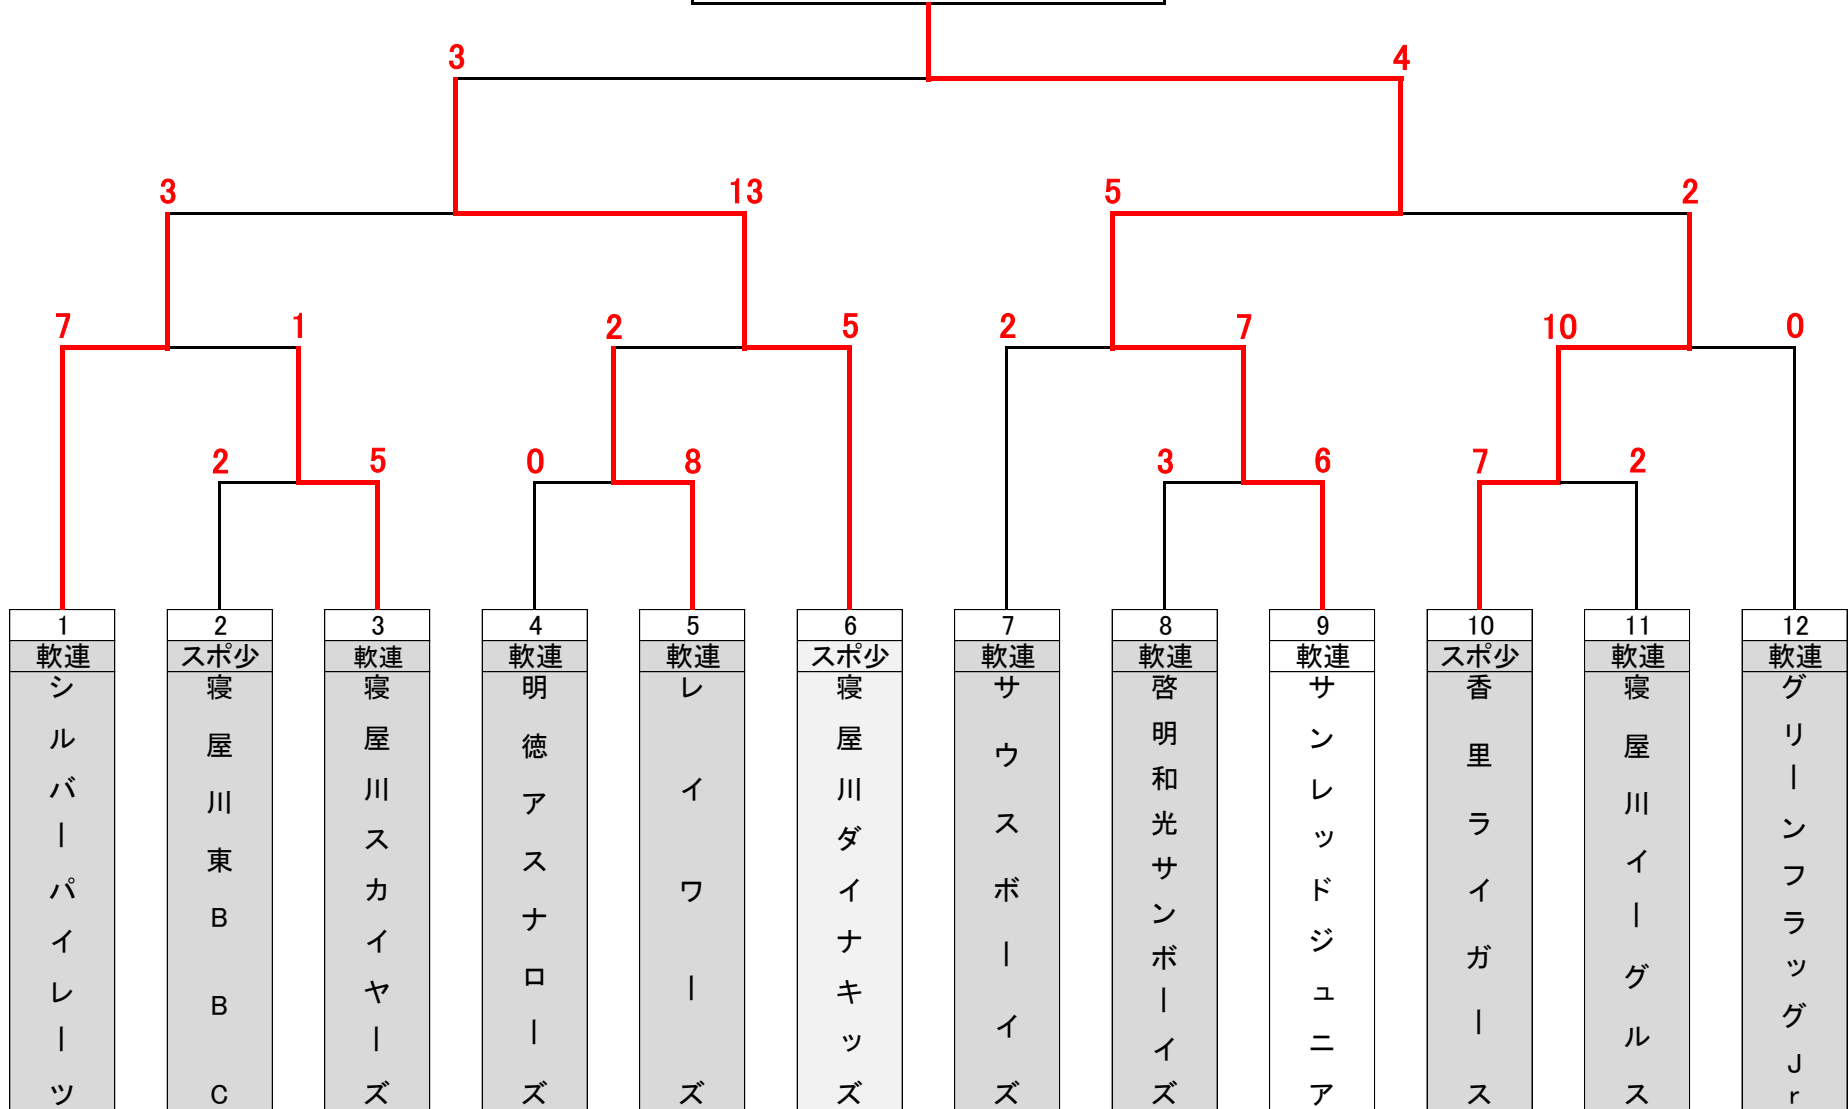 3 4
3 13 5 2
7 1 2 5 2 7 10 0
2 5 0 8 3 6 7 2
1 2 3 4 5 6 7 8 9 10 11 12
軟連 スポ少 軟連 軟連 軟連 スポ少 軟連 軟連 軟連 スポ少 軟連 軟連
シルバーパイレーツ
寝屋川東BBC
寝屋川スカイヤーズ
明徳アスナローズ
レイワーズ
寝屋川ダイナキッズ
サウスボーイズ
啓明和光サンボーイズ
サンレッドジュニア
香里ライガース
寝屋川イーグルス
グリーンフラッグJr